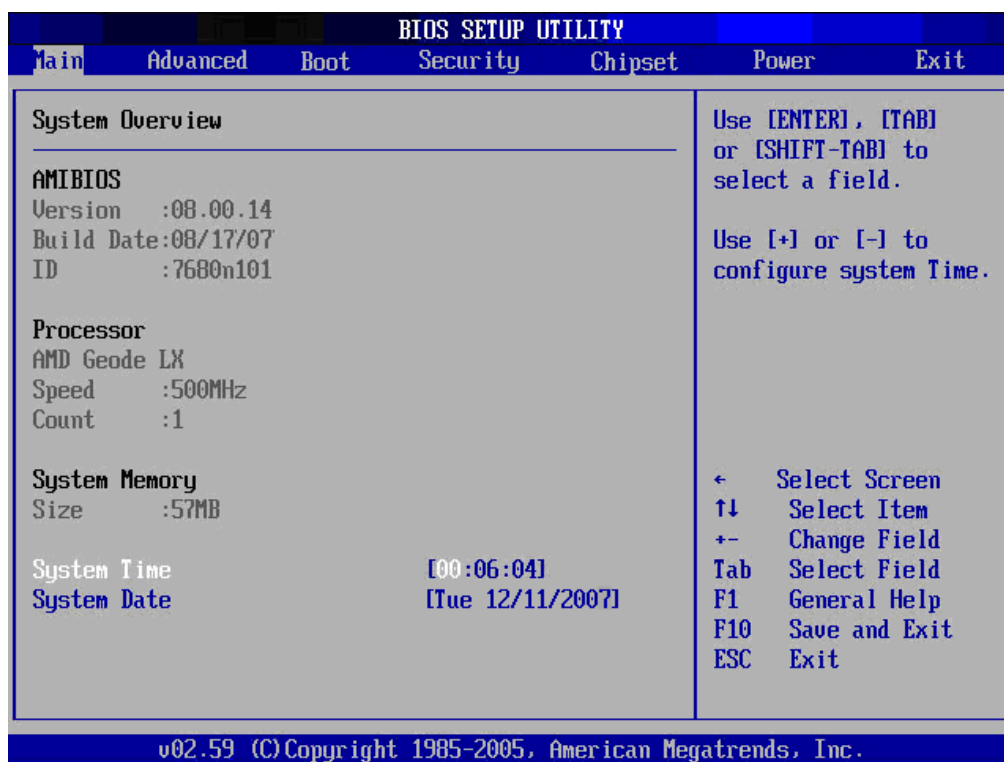 BIOS SETUP UTILITY
Main Advanced Boot Security Chipset Power Exit
System Overview
AMIBIOS
Version :08.00.14
Build Date:08/17/07
ID :7680n101
Processor
AMD Geode LX
Speed :500MHz
Count :1
System Memory
Size :57MB
System Time [00:06:04]
System Date [Tue 12/11/2007]
Use [ENTER], [TAB]
or [SHIFT-TAB] to
select a field.
Use [+] or [-] to
configure system Time.
← Select Screen
↑↓ Select Item
+- Change Field
Tab Select Field
F1 General Help
F10 Save and Exit
ESC Exit
v02.59 (C)Copyright 1985-2005, American Megatrends, Inc.